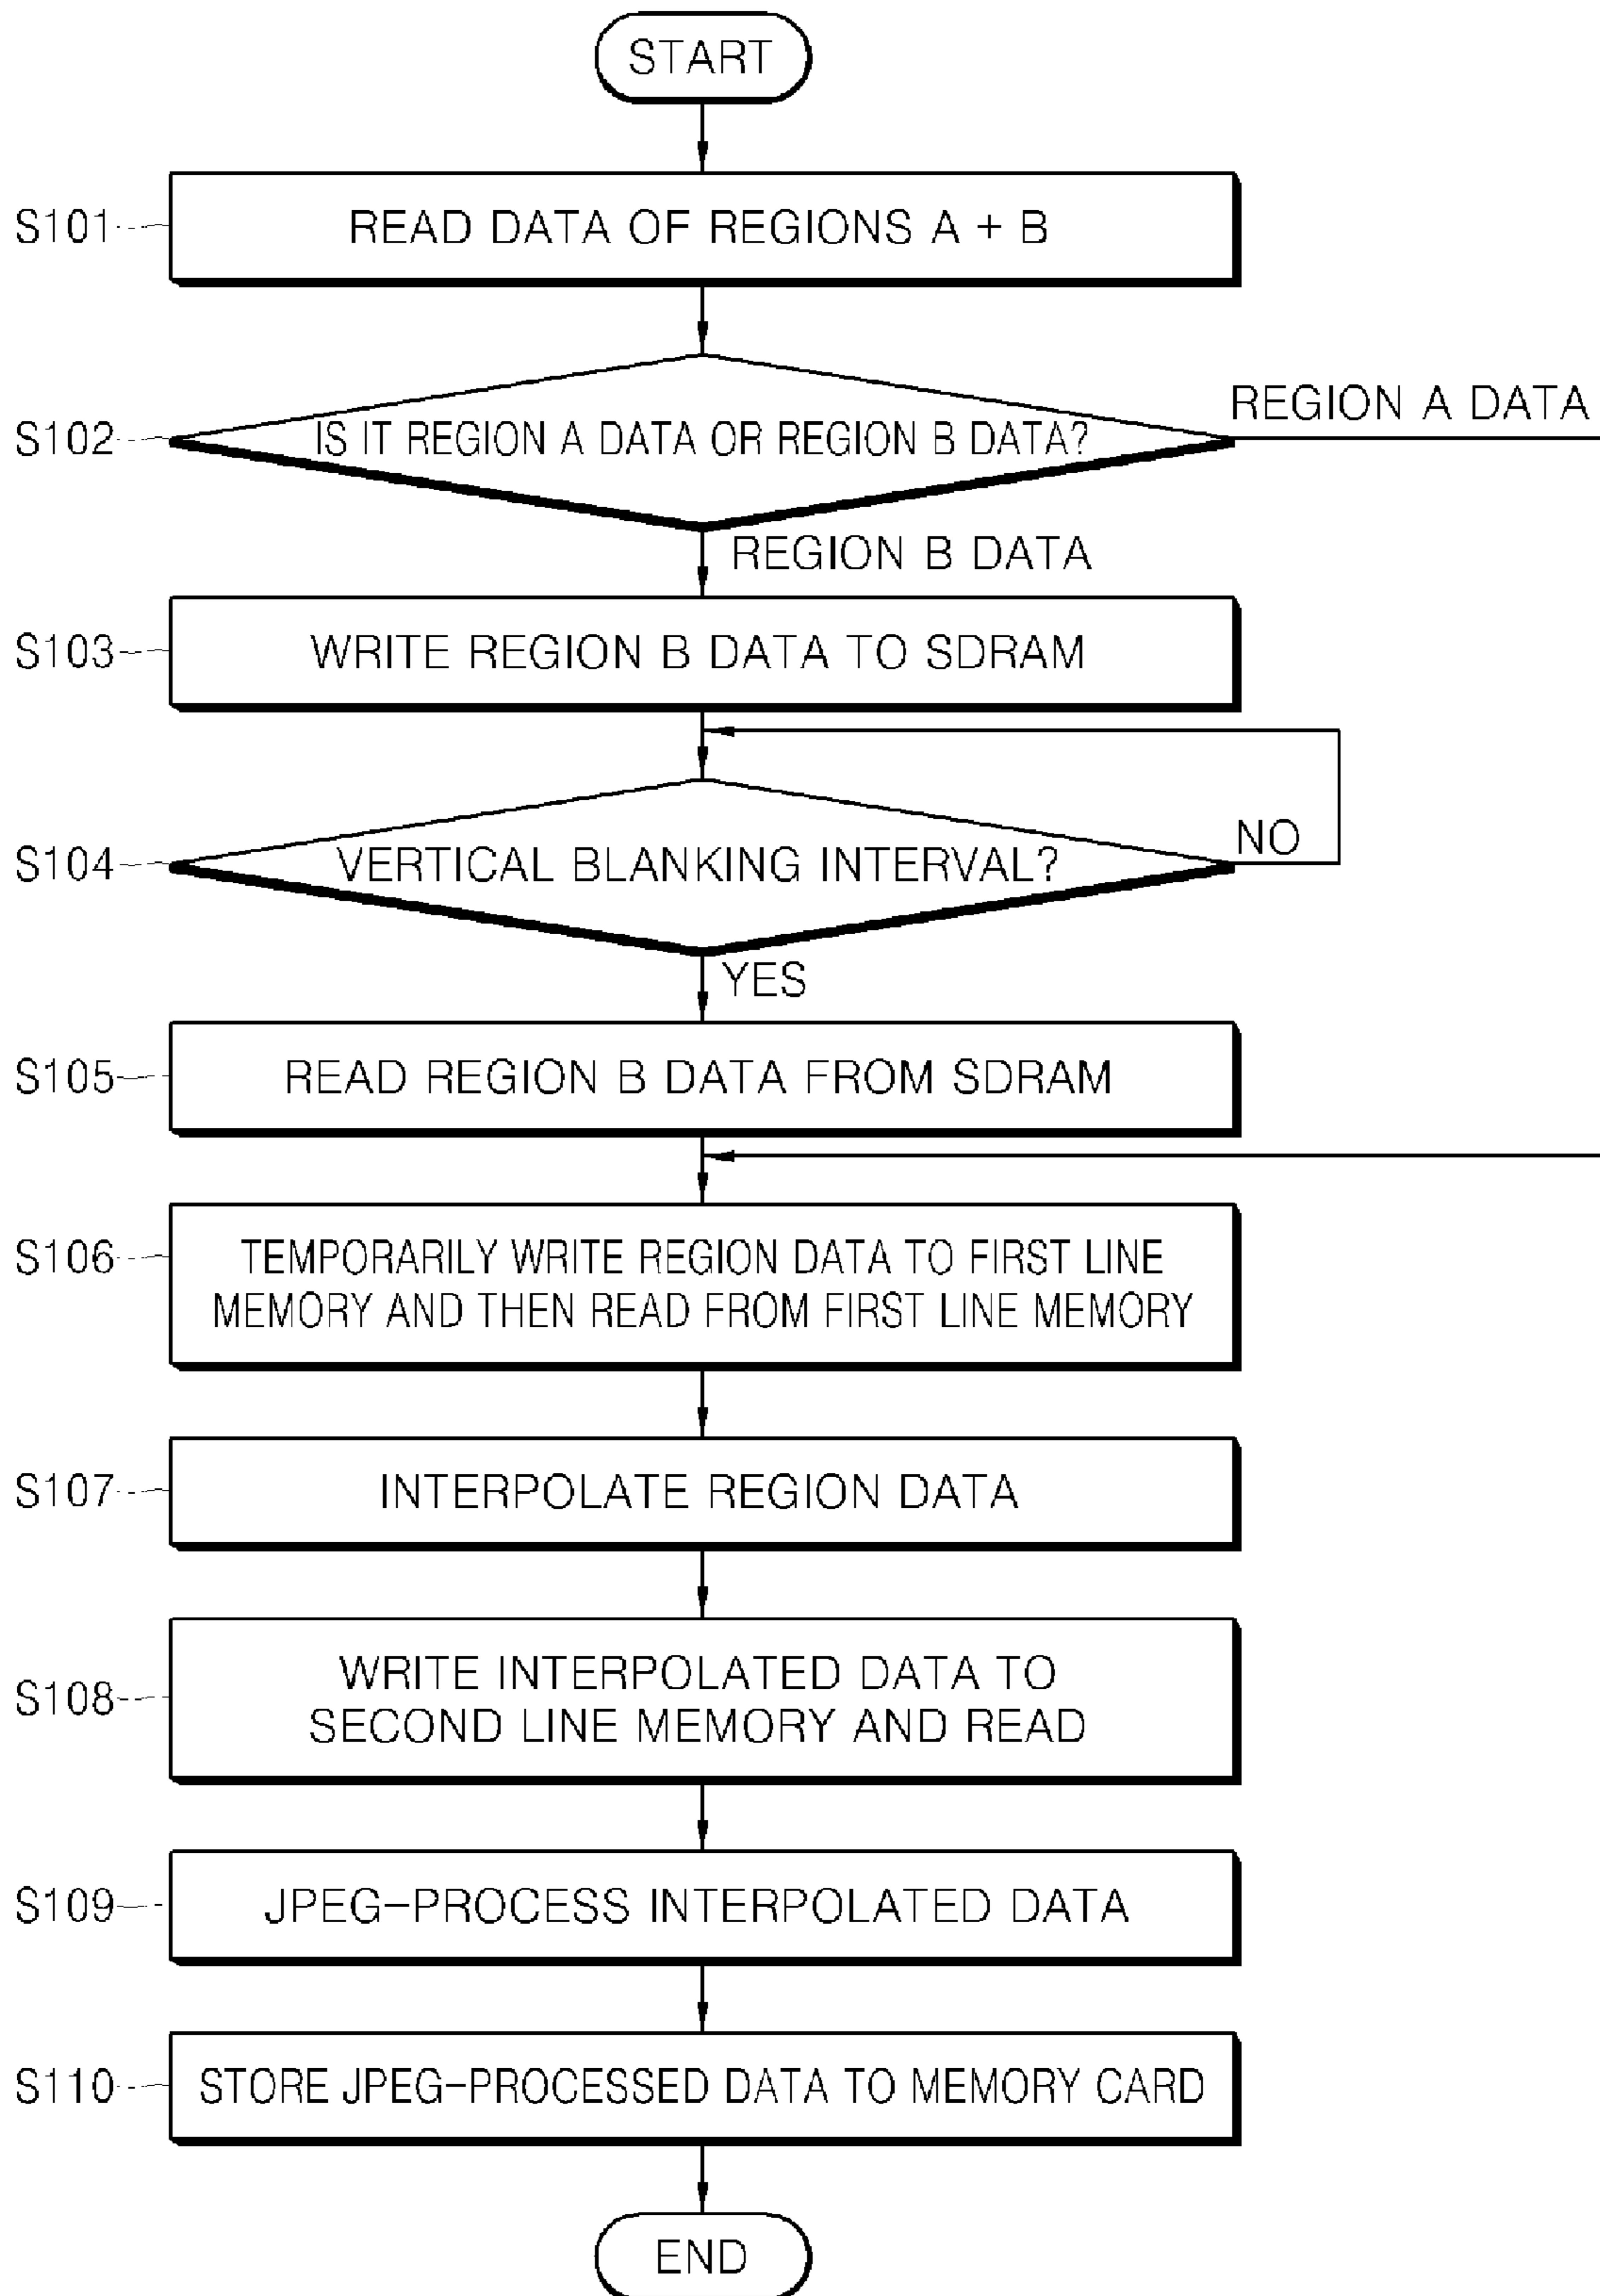 START
S101
READ DATA OF REGIONS A + B
REGION A DATA
S102
IS IT REGION A DATA OR REGION B DATA?
REGION B DATA
S103
WRITE REGION B DATA TO SDRAM
S104
VERTICAL BLANKING INTERVAL?
NO
YES
S105
READ REGION B DATA FROM SDRAM
S106
TEMPORARILY WRITE REGION DATA TO FIRST LINE
MEMORY AND THEN READ FROM FIRST LINE MEMORY
S107
INTERPOLATE REGION DATA
S108
WRITE INTERPOLATED DATA TO
SECOND LINE MEMORY AND READ
S109
JPEG-PROCESS INTERPOLATED DATA
S110
STORE JPEG-PROCESSED DATA TO MEMORY CARD
END